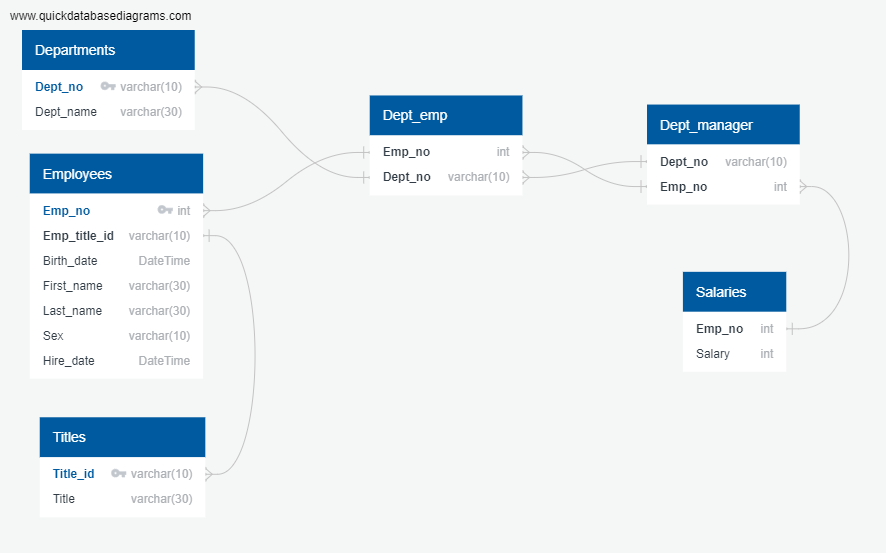 www.quickdatabasediagrams.com
Departments
Dept_no varchar(10)
Dept_name varchar(30)
Employees
Emp_no int
Emp_title_id varchar(10)
Birth_date DateTime
First_name varchar(30)
Last_name varchar(30)
Sex varchar(10)
Hire_date DateTime
Titles
Title_id varchar(10)
Title varchar(30)
Dept_emp
Emp_no int
Dept_no varchar(10)
Dept_manager
Dept_no varchar(10)
Emp_no int
Salaries
Emp_no int
Salary int